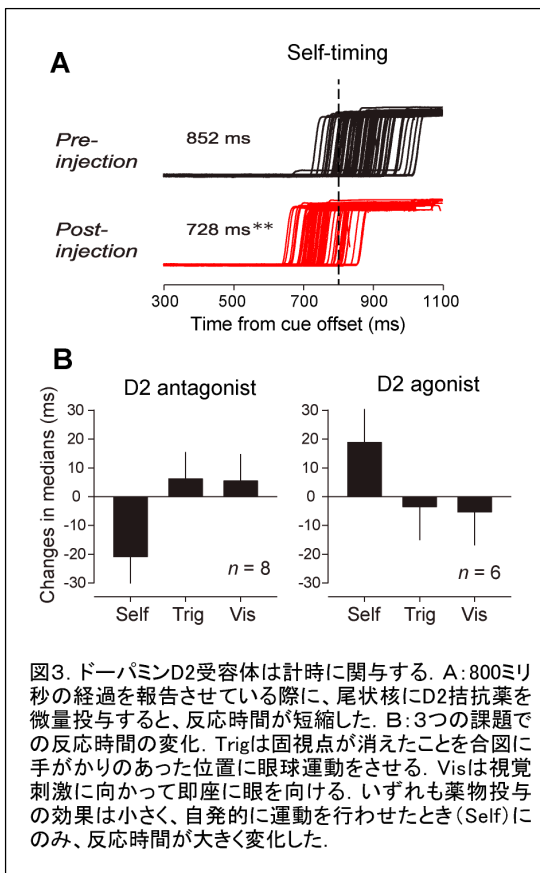 Self-timing
A
Pre-
injection
852 ms
Post-
injection
728 ms**
300 500 700 900 1100
Time from cue offset (ms)
B
D2 antagonist D2 agonist
Changes in medians (ms)
30 30
20 20
10 10
0 0
-10 -10
-20 -20
-30 -30
n = 8 n = 6
Self Trig Vis Self Trig Vis
図3. ドーパミンD2受容体は計時に関与する. A:800ミリ
秒の経過を報告させている際に、尾状核にD2拮抗薬を
微量投与すると、反応時間が短縮した. B:3つの課題で
の反応時間の変化. Trigは固視点が消えたことを合図に
手がかりのあった位置に眼球運動をさせる. Visは視覚
刺激に向かって即座に眼を向ける. いずれも薬物投与
の効果は小さく、自発的に運動を行わせたとき(Self)に
のみ、反応時間が大きく変化した.